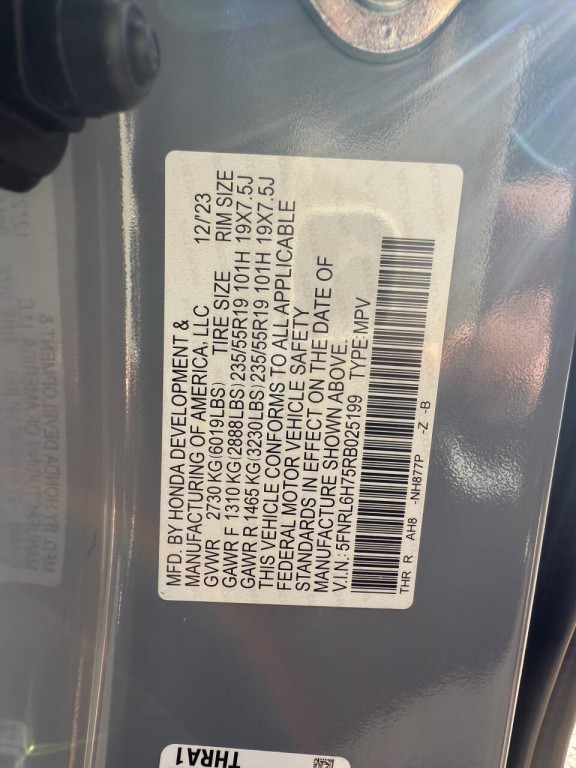 MFD. BY HONDA DEVELOPMENT &
MANUFACTURING OF AMERICA, LLC 12/'23
GVWR 2730 KG(6019LBS) TIRE SIZE RIM SIZE
GAWR F 1310 KG(2888LBS) 235/55R19 101H 19X7.5J
GAWR R 1465 KG(3230LBS) 235/55R19 101H 19X7.5J
THIS VEHICLE CONFORMS TO ALL APPLICABLE
FEDERAL MOTOR VEHICLE SAFETY
STANDARDS IN EFFECT ON THE DATE OF
MANUFACTURE SHOWN ABOVE.
V.I.N.: 5FNRL6H75RB025199 TYPE:MPV
THR R AH8 -NH877P -Z -B
THRA1